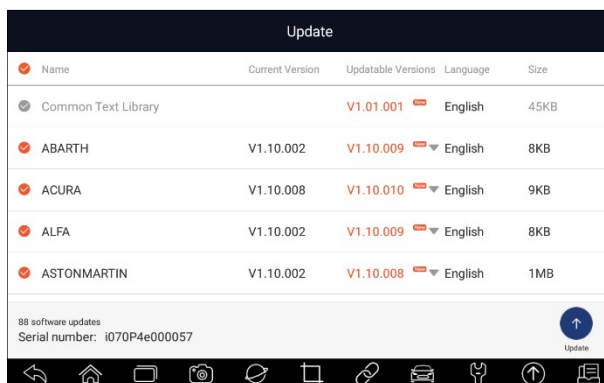 Update
Name Current Version Updatable Versions Language Size
Common Text Library V1.01.001 New English 45KB
ABARTH V1.10.002 V1.10.009 New English 8KB
ACURA V1.10.008 V1.10.010 New English 9KB
ALFA V1.10.002 V1.10.009 New English 8KB
ASTONMARTIN V1.10.002 V1.10.008 New English 1MB
88 software updates
Serial number: i070P4e000057
Update